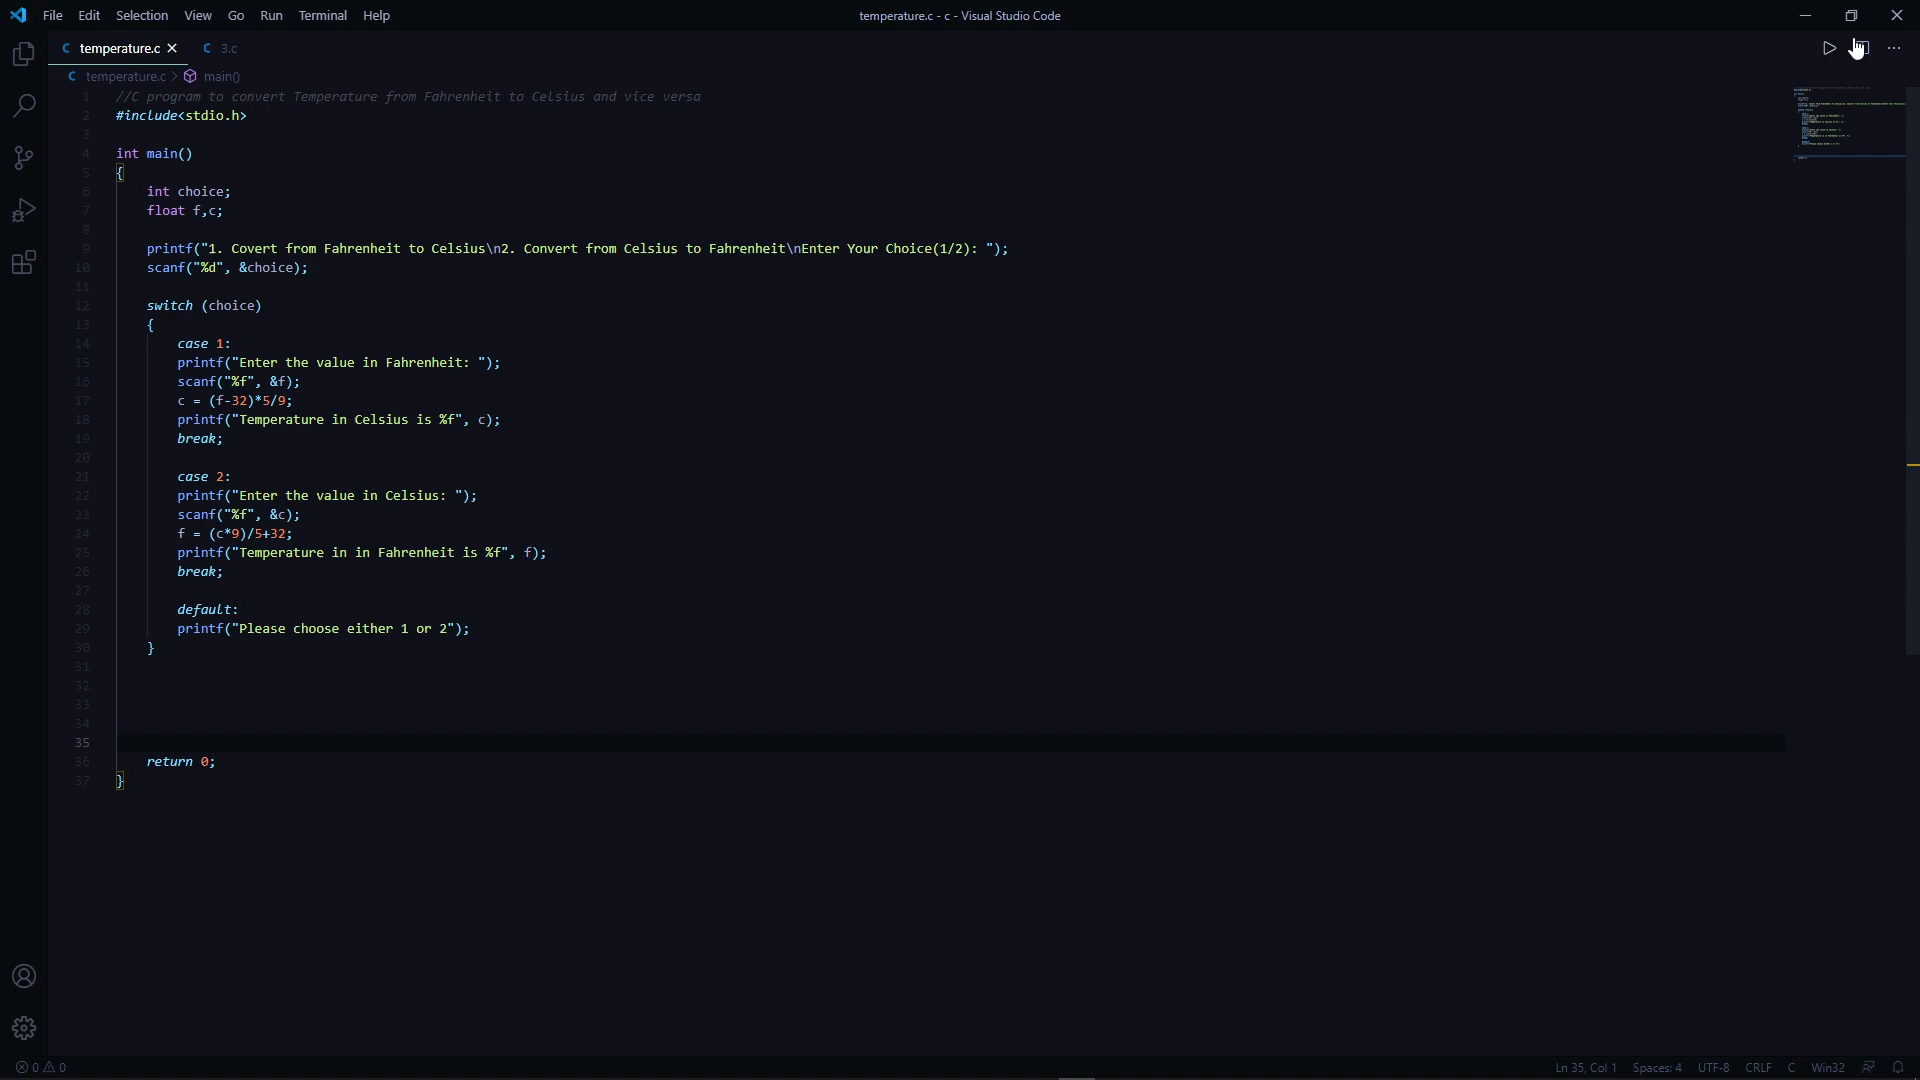 File Edit Selection View Go Run Terminal Help temperature.c - c - Visual Studio Code
C temperature.c C 3.c
C temperature.c > main()
1 //C program to convert Temperature from Fahrenheit to Celsius and vice versa
2 #include<stdio.h>
3
4 int main()
5 {
6 int choice;
7 float f,c;
8
9 printf("1. Covert from Fahrenheit to Celsius\n2. Convert from Celsius to Fahrenheit\nEnter Your Choice(1/2): ");
10 scanf("%d", &choice);
11
12 switch (choice)
13 {
14 case 1:
15 printf("Enter the value in Fahrenheit: ");
16 scanf("%f", &f);
17 c = (f-32)*5/9;
18 printf("Temperature in Celsius is %f", c);
19 break;
20
21 case 2:
22 printf("Enter the value in Celsius: ");
23 scanf("%f", &c);
24 f = (c*9)/5+32;
25 printf("Temperature in in Fahrenheit is %f", f);
26 break;
27
28 default:
29 printf("Please choose either 1 or 2");
30 }
31
32
33
34
35
36 return 0;
37 }
0 0 Ln 35, Col 1 Spaces: 4 UTF-8 CRLF C Win32